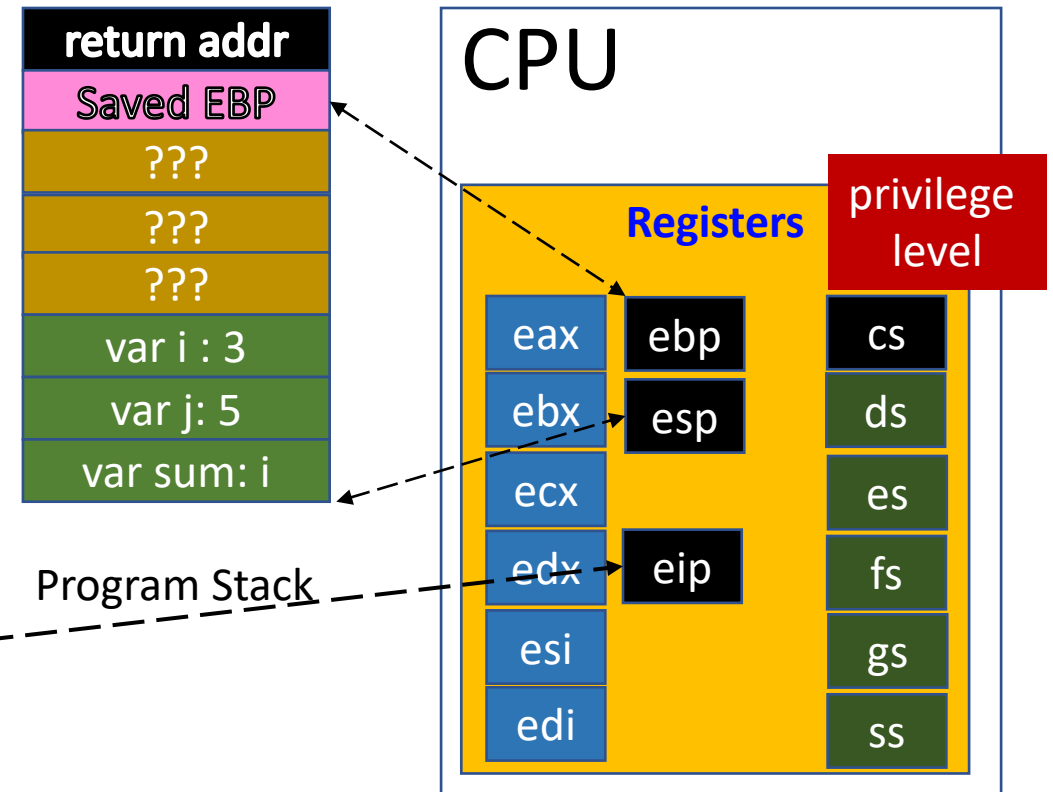 return addr
Saved EBP
???
???
???
var i : 3
var j: 5
var sum: i
Program Stack
CPU
privilege
level
Registers
eax
ebx
ecx
edx
esi
edi
ebp
esp
eip
cs
ds
es
fs
gs
ss